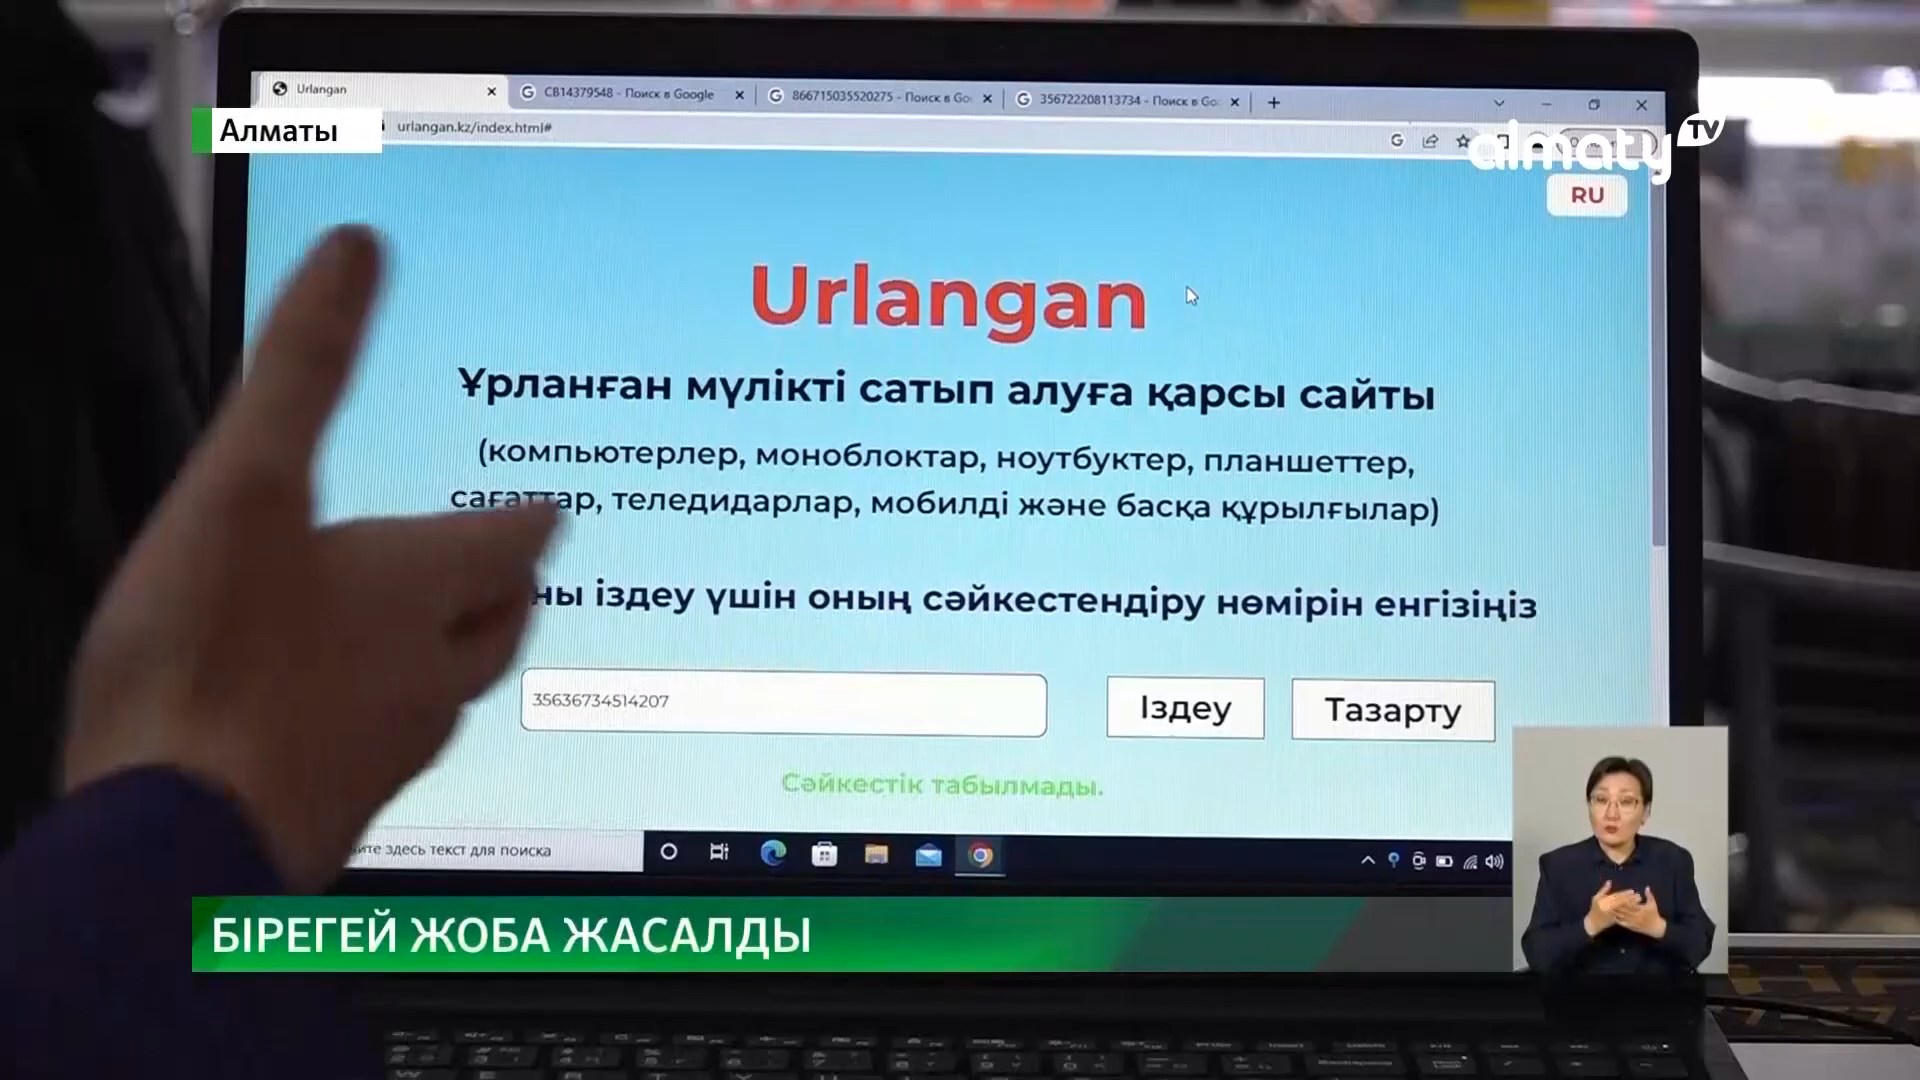 Urlangan
CB14379548 - Поиск в Google
866715035520275 - Поиск в Go
356722208113734 - Поиск в Go
Алматы
urlangan.kz/index.html#
almaty TV
RU
Urlangan
Ұрланған мүлікті сатып алуға қарсы сайты
(компьютерлер, моноблоктар, ноутбуктер, планшеттер,
сағаттар, теледидарлар, мобилді және басқа құрылғылар)
ны іздеу үшін оның сәйкестендіру нөмірін енгізіңіз
35636734514207
Іздеу
Тазарту
Сәйкестік табылмады.
ите здесь текст для поиска
БІРЕГЕЙ ЖОБА ЖАСАЛДЫ